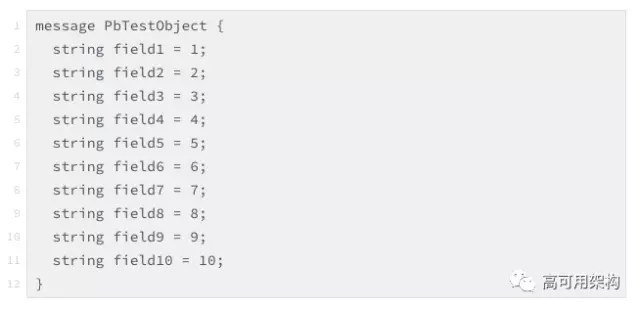 1 message PbTestObject {
2   string field1 = 1;
3   string field2 = 2;
4   string field3 = 3;
5   string field4 = 4;
6   string field5 = 5;
7   string field6 = 6;
8   string field7 = 7;
9   string field8 = 8;
10   string field9 = 9;
11   string field10 = 10;
12 }
高可用架构